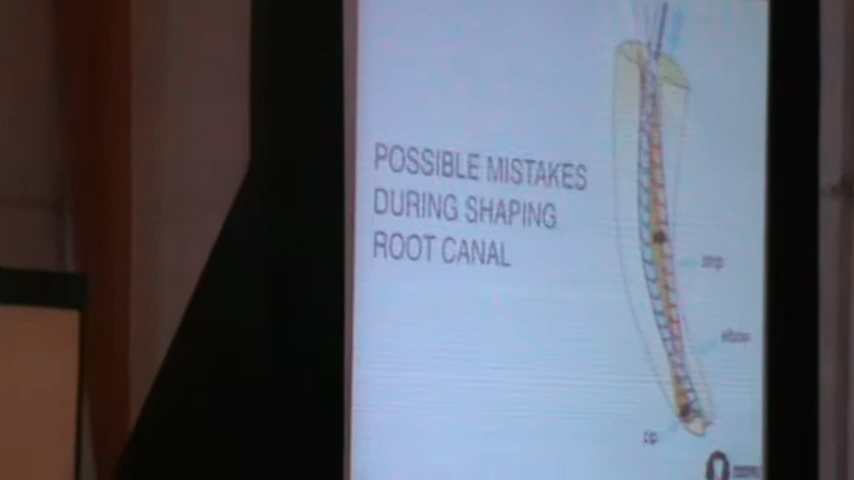 POSSIBLE MISTAKES
DURING SHAPING
ROOT CANAL
elbow
zip